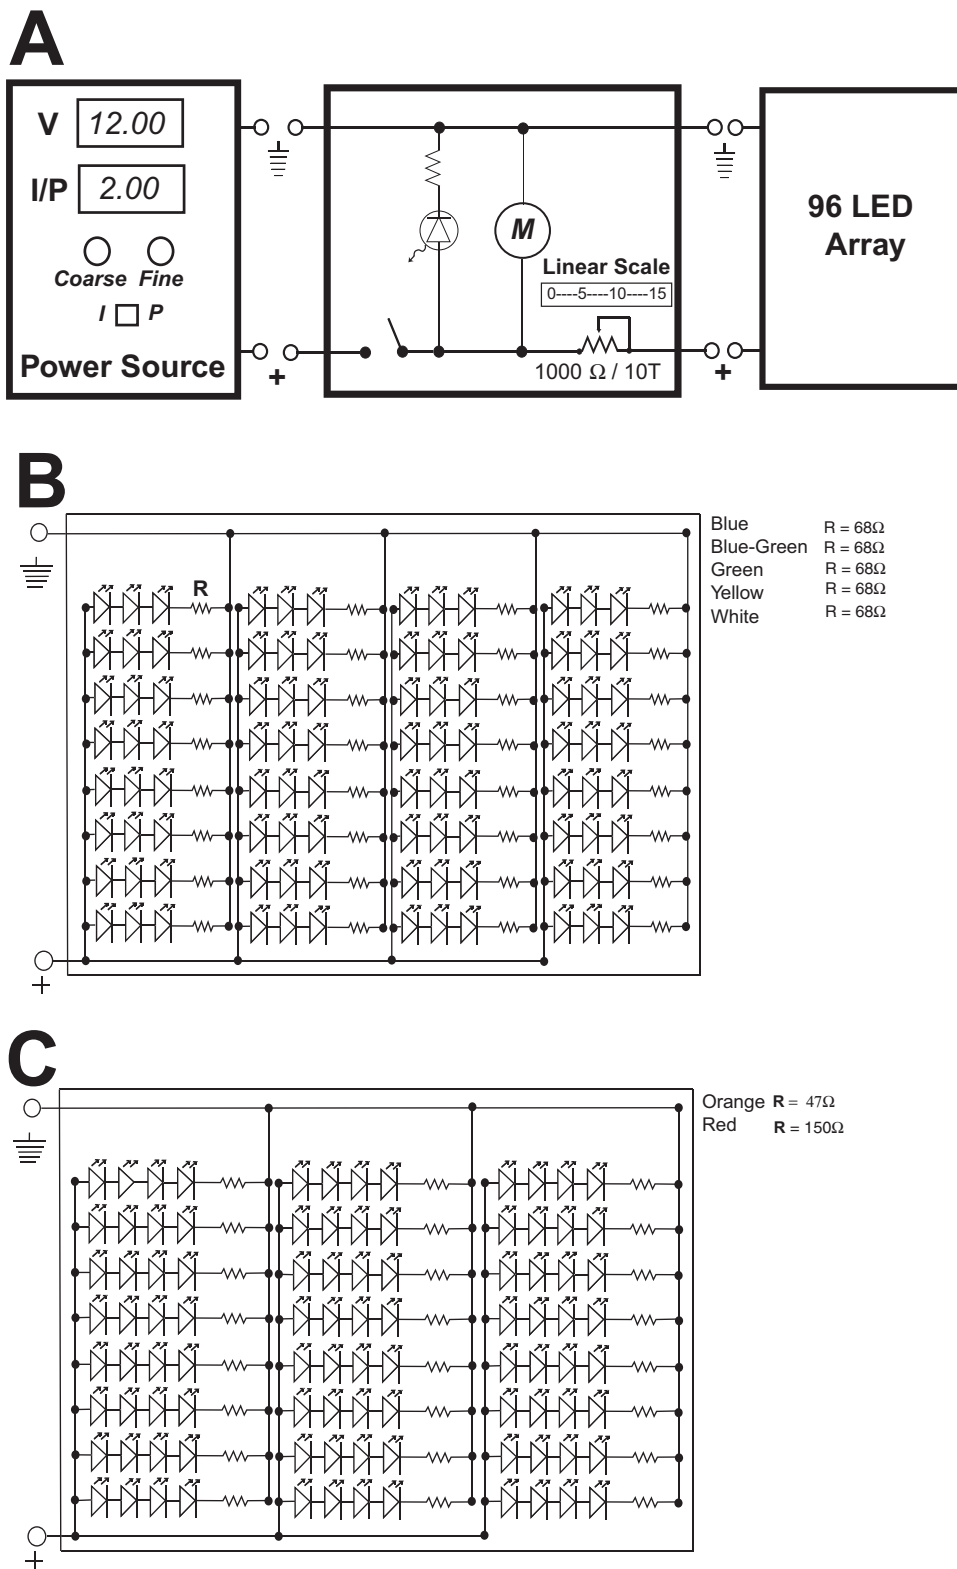 A
V 12.00
I/P 2.00
Coarse Fine
I P
Power Source
+
M
Linear Scale
0----5----10----15
1000 Ω / 10T
+
96 LED
Array
B
R
Blue R = 68Ω
Blue-Green R = 68Ω
Green R = 68Ω
Yellow R = 68Ω
White R = 68Ω
+
C
Orange R = 47Ω
Red R = 150Ω
+